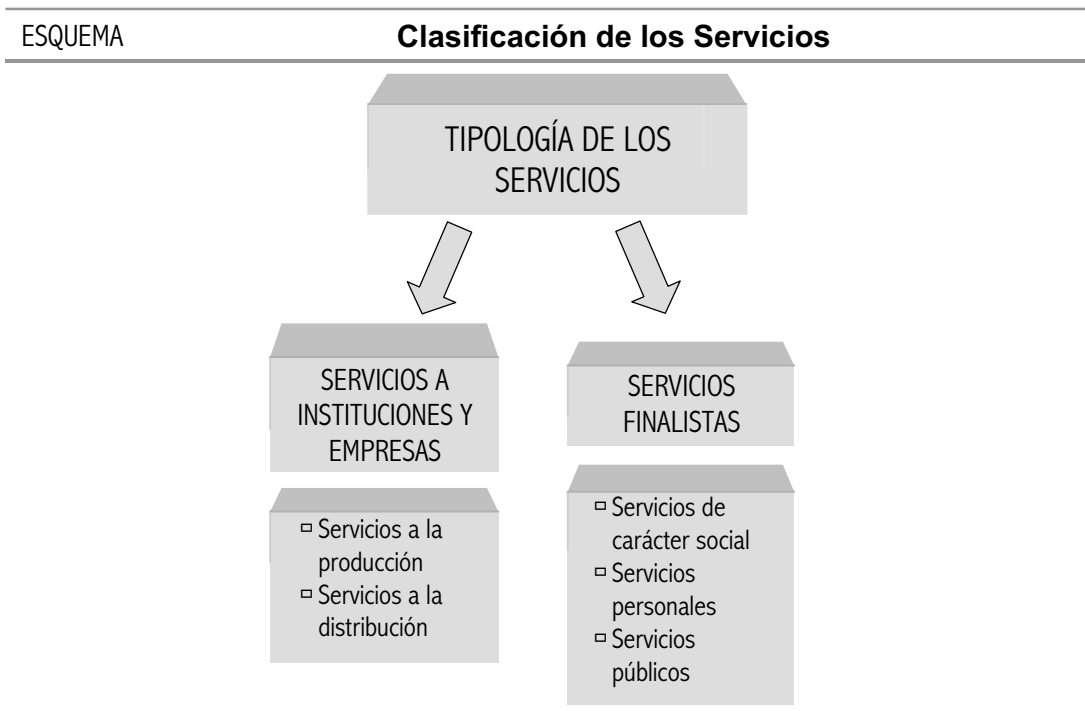 ESQUEMA
Clasificación de los Servicios
TIPOLOGÍA DE LOS
SERVICIOS
SERVICIOS A
INSTITUCIONES Y
EMPRESAS
Servicios a la
producción
Servicios a la
distribución
SERVICIOS
FINALISTAS
Servicios de
carácter social
Servicios
personales
Servicios
públicos